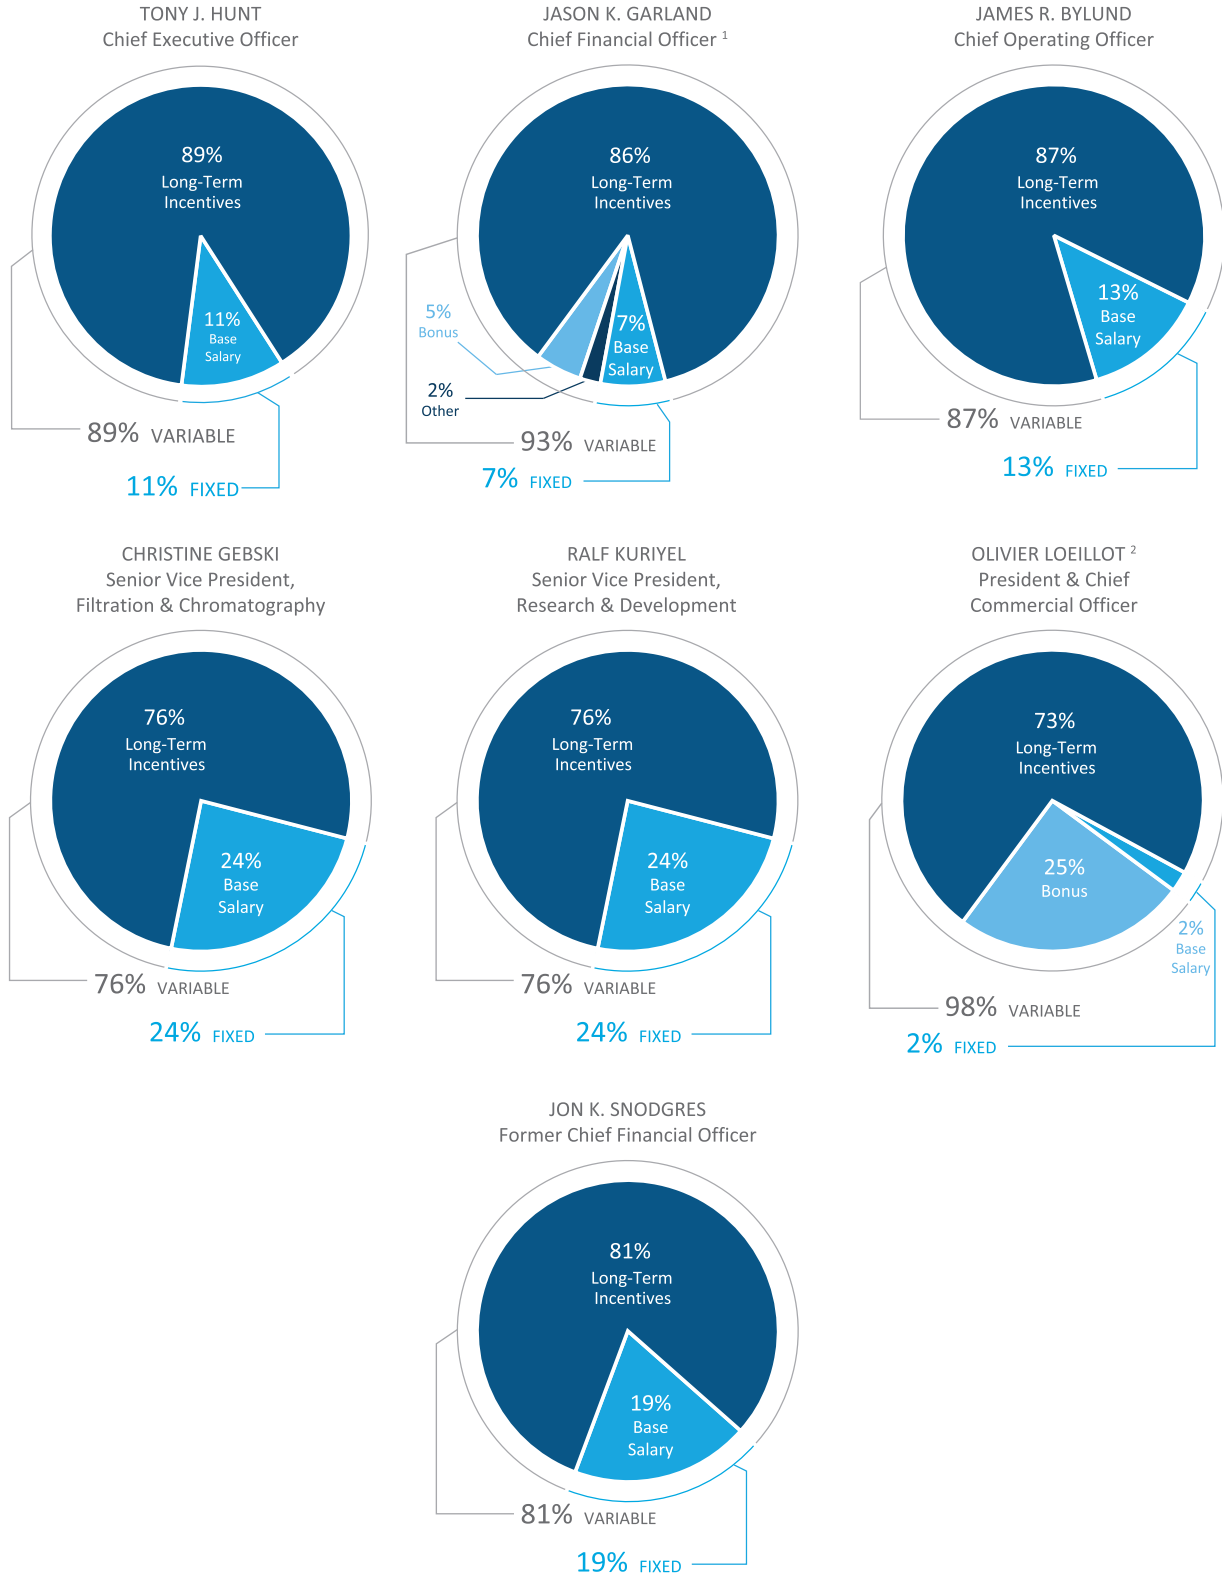 TONY J. HUNT
Chief Executive Officer
89%
Long-Term
Incentives
11%
Base
Salary
89% VARIABLE
11% FIXED
JASON K. GARLAND
Chief Financial Officer 1
86%
Long-Term
Incentives
5%
Bonus
2%
Other
7%
Base
Salary
93% VARIABLE
7% FIXED
JAMES R. BYLUND
Chief Operating Officer
87%
Long-Term
Incentives
13%
Base
Salary
87% VARIABLE
13% FIXED
CHRISTINE GEBSKI
Senior Vice President,
Filtration & Chromatography
76%
Long-Term
Incentives
24%
Base
Salary
76% VARIABLE
24% FIXED
RALF KURIYEL
Senior Vice President,
Research & Development
76%
Long-Term
Incentives
24%
Base
Salary
76% VARIABLE
24% FIXED
OLIVIER LOEILLOT 2
President & Chief
Commercial Officer
73%
Long-Term
Incentives
25%
Bonus
2%
Base
Salary
98% VARIABLE
2% FIXED
JON K. SNODGRES
Former Chief Financial Officer
81%
Long-Term
Incentives
19%
Base
Salary
81% VARIABLE
19% FIXED